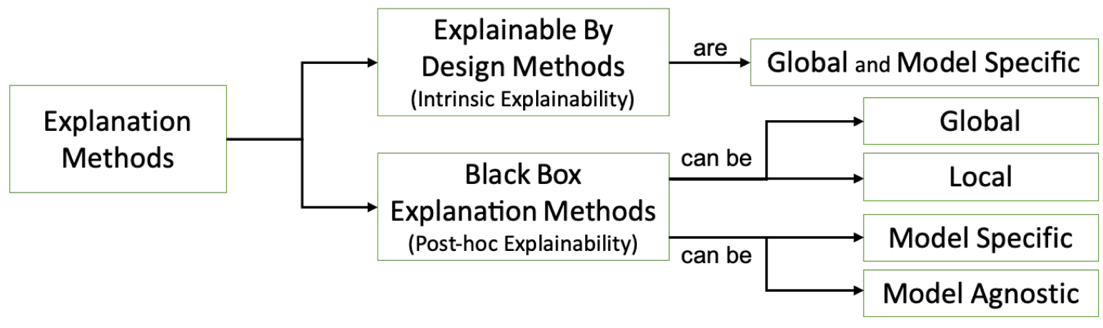 Explanation
Methods
Explainable By
Design Methods
(Intrinsic Explainability)
are
Global and Model Specific
Black Box
Explanation Methods
(Post-hoc Explainability)
can be
Global
Local
can be
Model Specific
Model Agnostic